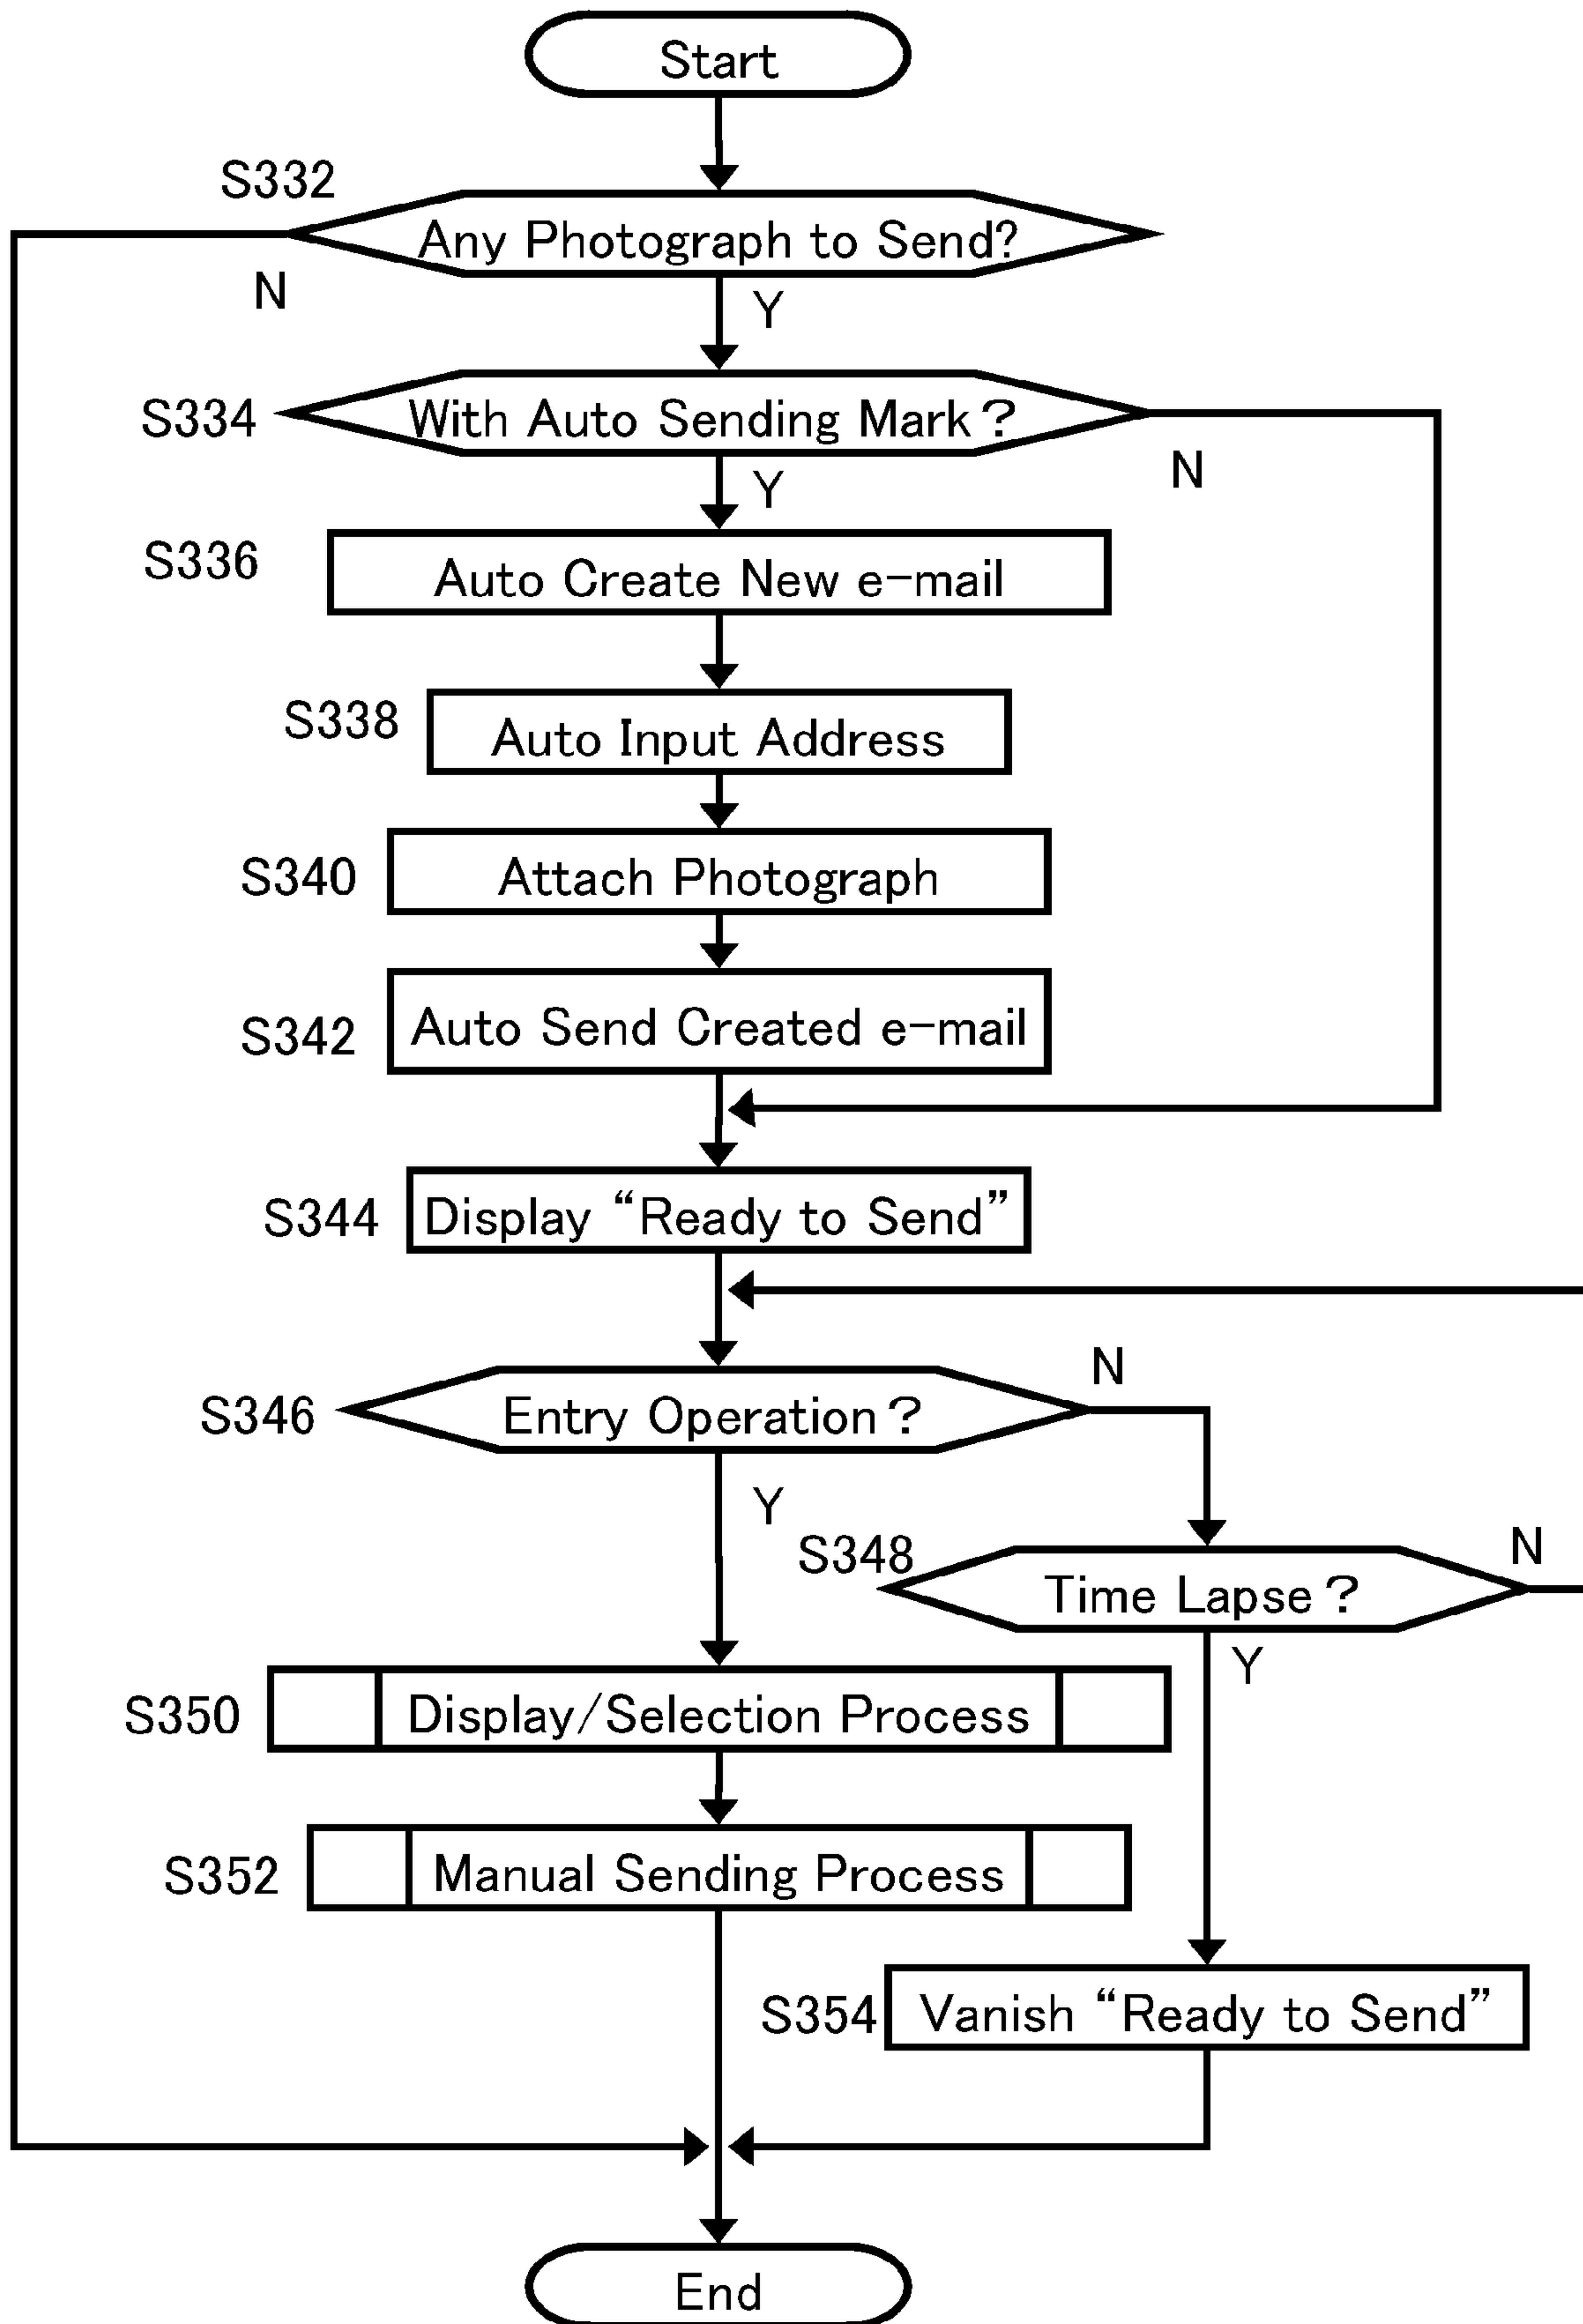 Start
S332
Any Photograph to Send?
N
Y
S334
With Auto Sending Mark?
N
Y
S336
Auto Create New e-mail
S338
Auto Input Address
S340
Attach Photograph
S342
Auto Send Created e-mail
S344
Display “Ready to Send”
S346
Entry Operation?
N
Y
S348
Time Lapse?
N
Y
S350
Display/Selection Process
S352
Manual Sending Process
S354
Vanish “Ready to Send”
End